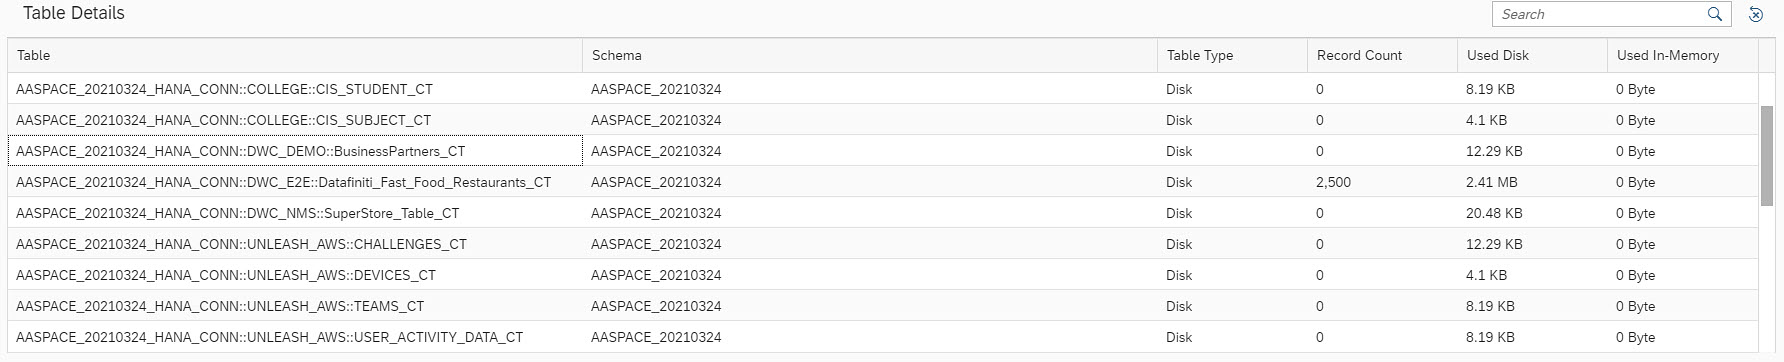 Table Details
Search
Table Schema Table Type Record Count Used Disk Used In-Memory
AASPACE_20210324_HANA_CONN::COLLEGE::CIS_STUDENT_CT AASPACE_20210324 Disk 0 8.19 KB 0 Byte
AASPACE_20210324_HANA_CONN::COLLEGE::CIS_SUBJECT_CT AASPACE_20210324 Disk 0 4.1 KB 0 Byte
AASPACE_20210324_HANA_CONN::DWC_DEMO::BusinessPartners_CT AASPACE_20210324 Disk 0 12.29 KB 0 Byte
AASPACE_20210324_HANA_CONN::DWC_E2E::Datafiniti_Fast_Food_Restaurants_CT AASPACE_20210324 Disk 2,500 2.41 MB 0 Byte
AASPACE_20210324_HANA_CONN::DWC_NMS::SuperStore_Table_CT AASPACE_20210324 Disk 0 20.48 KB 0 Byte
AASPACE_20210324_HANA_CONN::UNLEASH_AWS::CHALLENGES_CT AASPACE_20210324 Disk 0 12.29 KB 0 Byte
AASPACE_20210324_HANA_CONN::UNLEASH_AWS::DEVICES_CT AASPACE_20210324 Disk 0 4.1 KB 0 Byte
AASPACE_20210324_HANA_CONN::UNLEASH_AWS::TEAMS_CT AASPACE_20210324 Disk 0 8.19 KB 0 Byte
AASPACE_20210324_HANA_CONN::UNLEASH_AWS::USER_ACTIVITY_DATA_CT AASPACE_20210324 Disk 0 8.19 KB 0 Byte